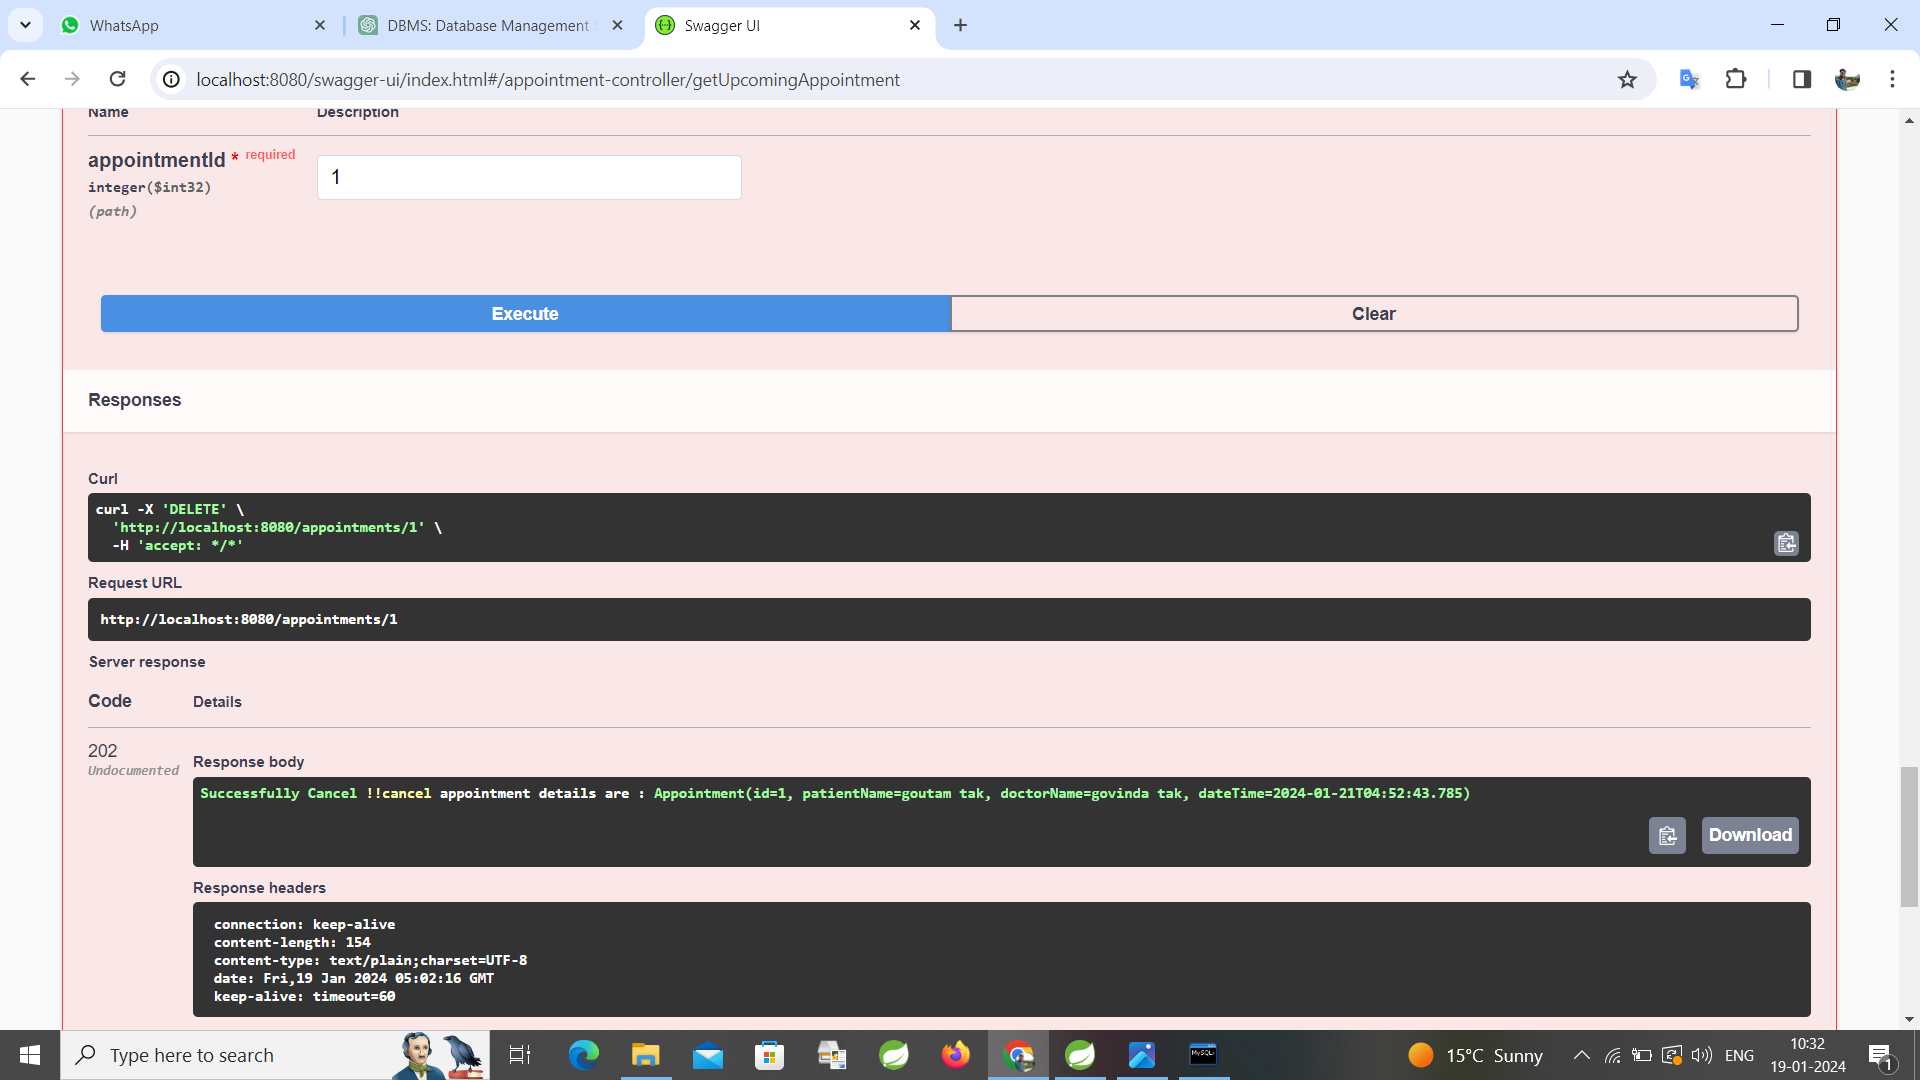 WhatsApp
DBMS: Database Management
Swagger UI
localhost:8080/swagger-ui/index.html#/appointment-controller/getUpcomingAppointment
Name Description
appointmentId * required
integer($int32)
(path)
1
Execute Clear
Responses
Curl
curl -X 'DELETE' \
'http://localhost:8080/appointments/1' \
-H 'accept: */*'
Request URL
http://localhost:8080/appointments/1
Server response
Code Details
202
Undocumented
Response body
Successfully Cancel !!cancel appointment details are : Appointment(id=1, patientName=goutam tak, doctorName=govinda tak, dateTime=2024-01-21T04:52:43.785)
Download
Response headers
connection: keep-alive
content-length: 154
content-type: text/plain;charset=UTF-8
date: Fri,19 Jan 2024 05:02:16 GMT
keep-alive: timeout=60
Type here to search
MySQL
15°C Sunny
ENG
10:32
19-01-2024
1